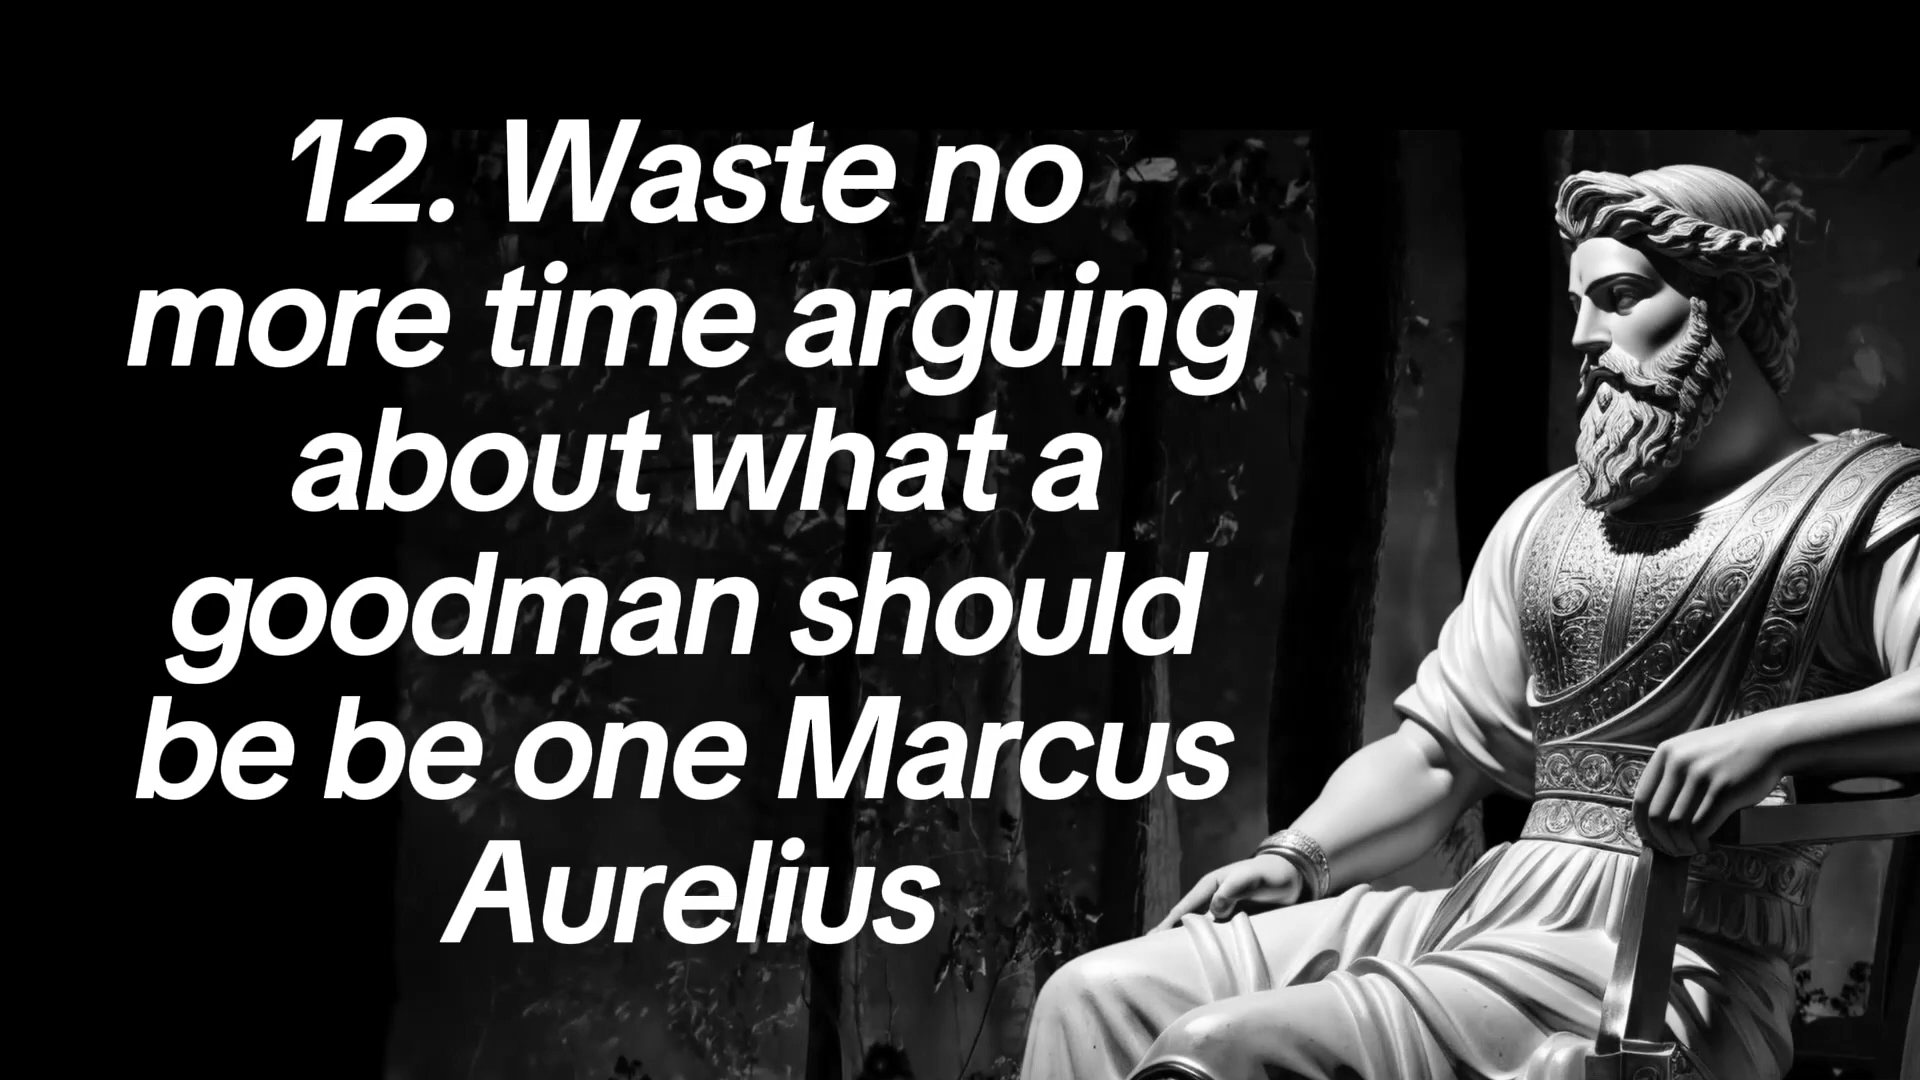 12. Waste no
more time arguing
about what a
goodman should
be be one Marcus
Aurelius